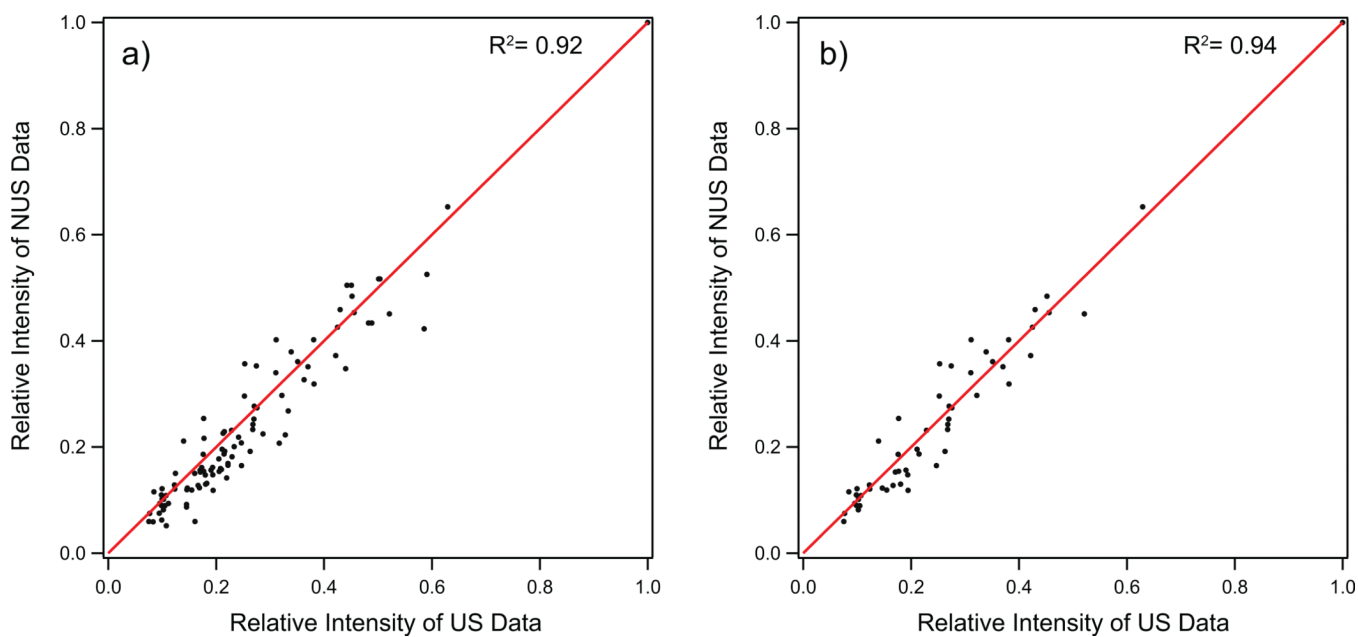 a)
R²= 0.92
1.0
0.8
0.6
0.4
0.2
0.0
Relative Intensity of NUS Data
0.0 0.2 0.4 0.6 0.8 1.0
Relative Intensity of US Data
b)
R²= 0.94
1.0
0.8
0.6
0.4
0.2
0.0
Relative Intensity of NUS Data
0.0 0.2 0.4 0.6 0.8 1.0
Relative Intensity of US Data